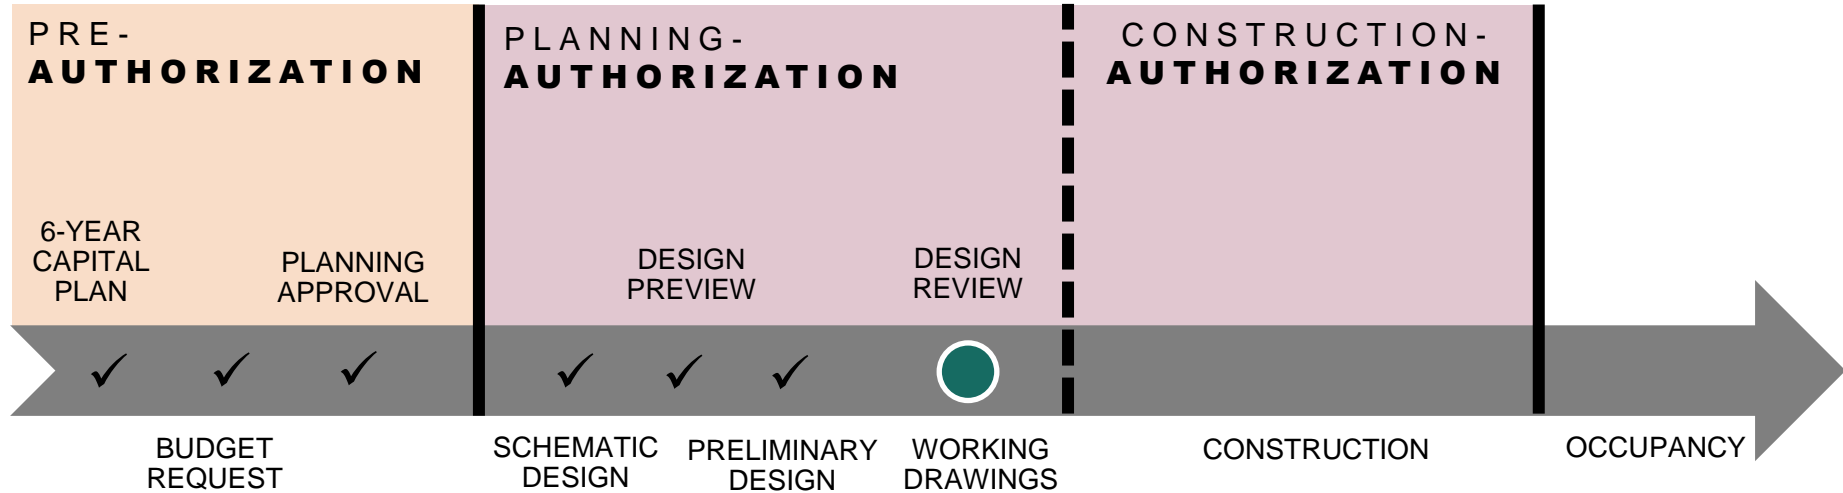 PRE-
AUTHORIZATION
PLANNING-
AUTHORIZATION
CONSTRUCTION-
AUTHORIZATION
6-YEAR
CAPITAL
PLAN
PLANNING
APPROVAL
DESIGN
PREVIEW
DESIGN
REVIEW
BUDGET
REQUEST
SCHEMATIC
DESIGN
PRELIMINARY
DESIGN
WORKING
DRAWINGS
CONSTRUCTION
OCCUPANCY